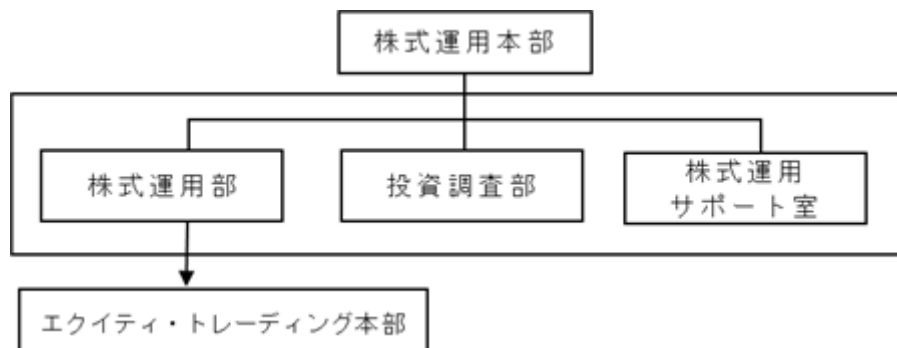 株式運用本部
株式運用部
投資調査部
株式運用
サポート室
エクイティ・トレーディング本部